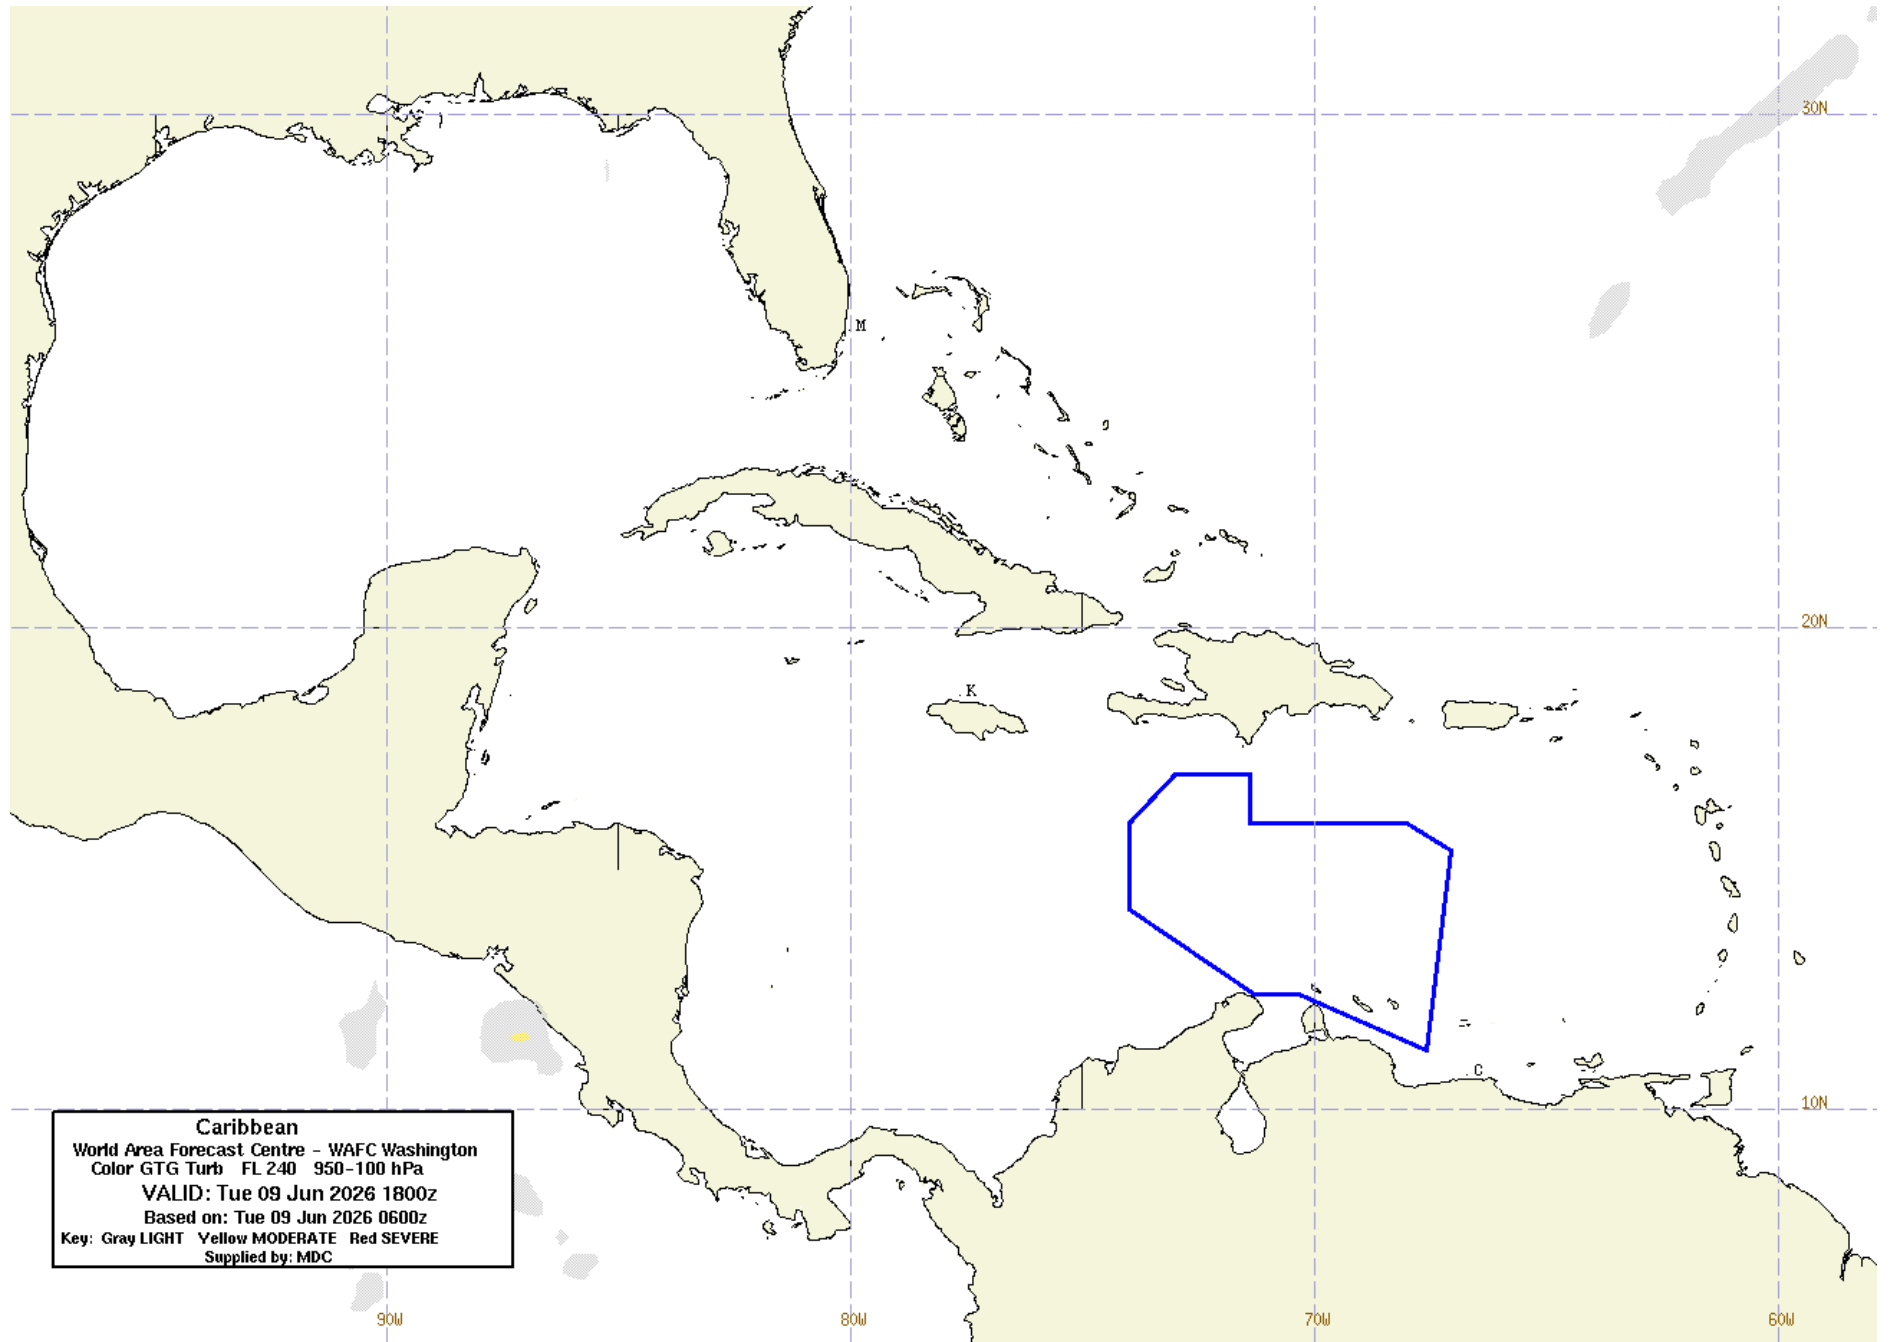 30N
M
20N
K
C
10N
Caribbean
World Area Forecast Centre - WAFC Washington
Color GTG Turb FL 240 950-100 hPa
VALID: Tue 09 Jun 2026 1800z
Based on: Tue 09 Jun 2026 0600z
Key: Gray LIGHT Yellow MODERATE Red SEVERE
Supplied by: MDC
90W 80W 70W 60W